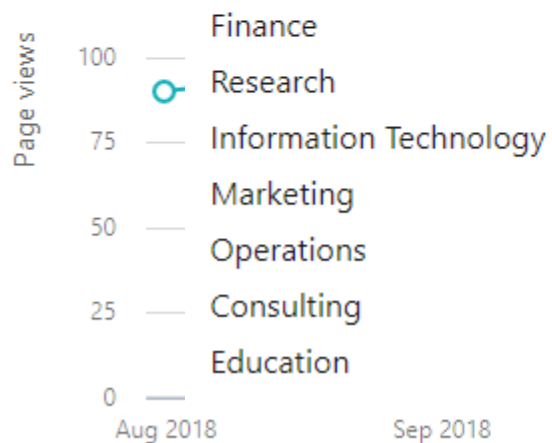 Page views
100
75
50
25
0
Finance
Research
Information Technology
Marketing
Operations
Consulting
Education
Aug 2018
Sep 2018